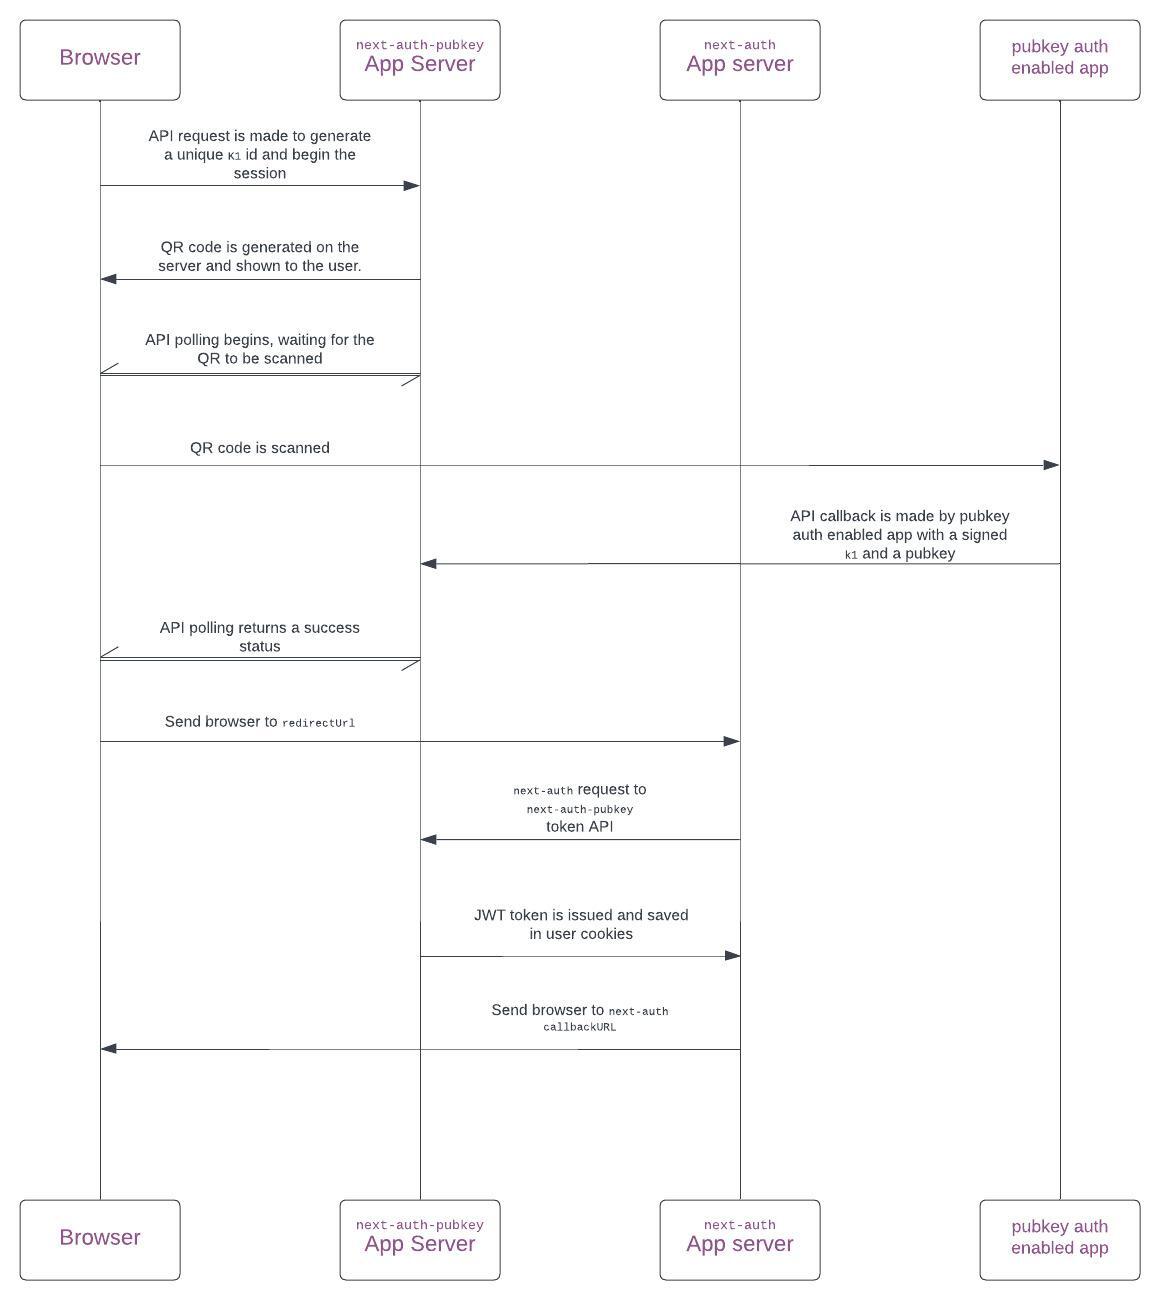 Browser
next-auth-pubkey
App Server
next-auth
App server
pubkey auth
enabled app
API request is made to generate
a unique K1 id and begin the
session
QR code is generated on the
server and shown to the user.
API polling begins, waiting for the
QR to be scanned
QR code is scanned
API callback is made by pubkey
auth enabled app with a signed
k1 and a pubkey
API polling returns a success
status
Send browser to redirectUrl
next-auth request to
next-auth-pubkey
token API
JWT token is issued and saved
in user cookies
Send browser to next-auth
callbackURL
Browser
next-auth-pubkey
App Server
next-auth
App server
pubkey auth
enabled app